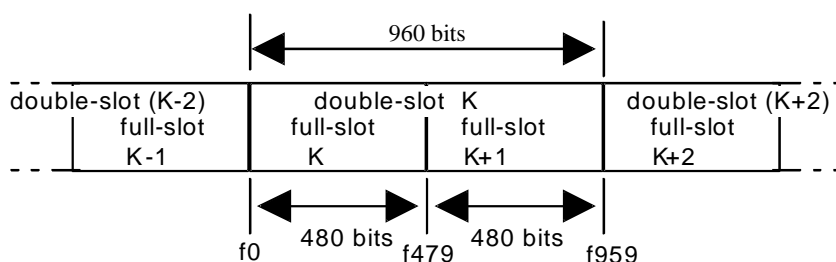 960 bits
double-slot (K-2) double-slot K double-slot (K+2)
full-slot full-slot full-slot full-slot
K-1 K K+1 K+2
480 bits 480 bits
f0 f479 f959